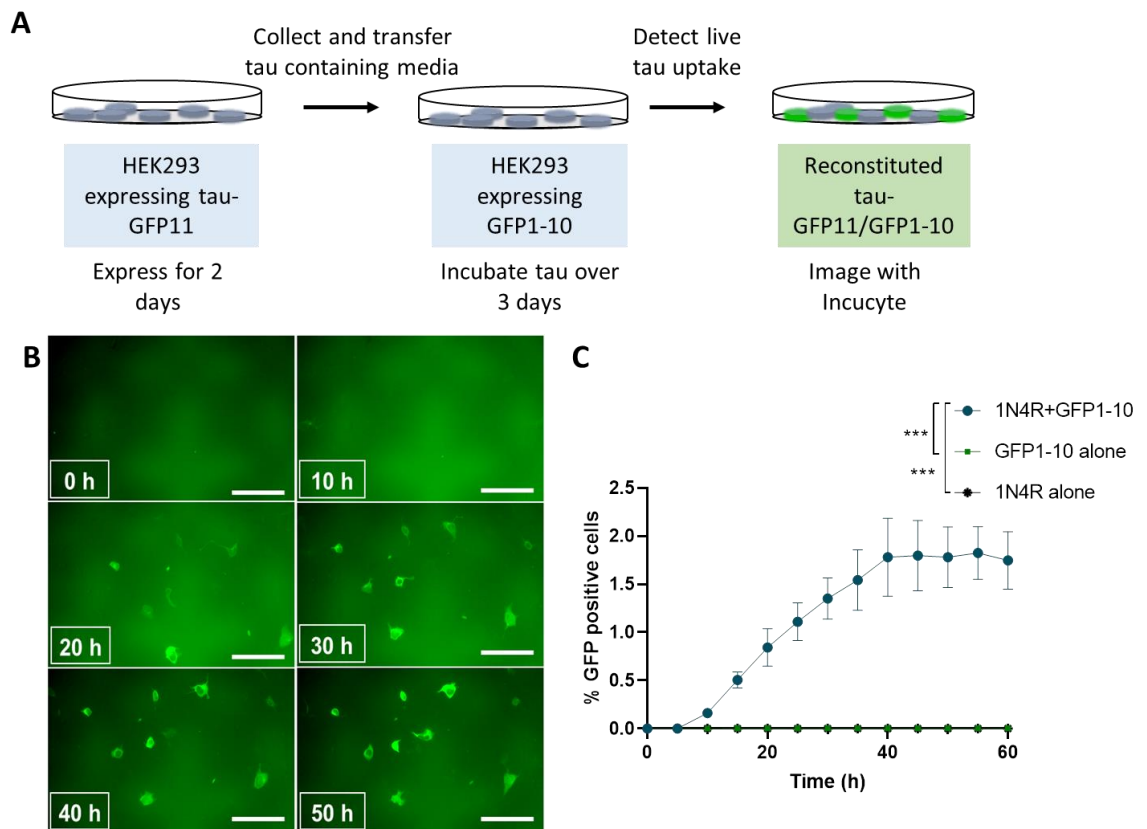 A
Collect and transfer
tau containing media
Detect live
tau uptake
HEK293
expressing tau-
GFP11
HEK293
expressing
GFP1-10
Reconstituted
tau-
GFP11/GFP1-10
Express for 2
days
Incubate tau over
3 days
Image with
Incucyte
B
0 h
10 h
20 h
30 h
40 h
50 h
C
1N4R+GFP1-10
***
GFP1-10 alone
***
1N4R alone
% GFP positive cells
2.5
2.0
1.5
1.0
0.5
0.0
0
20
40
60
Time (h)